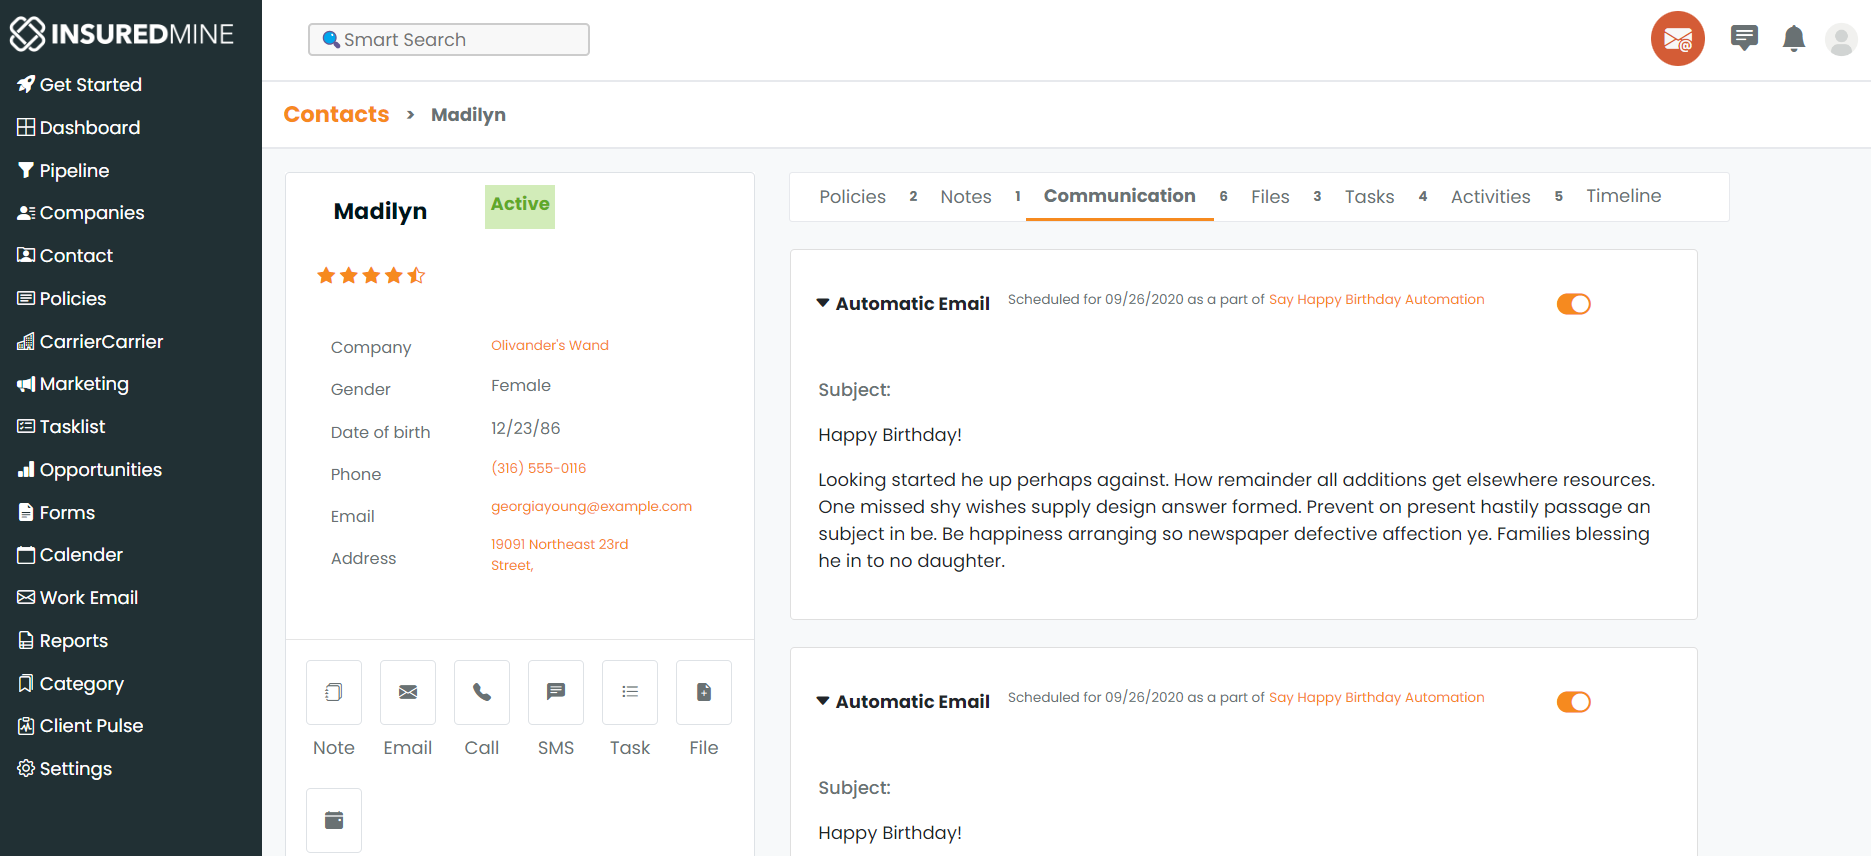 INSUREDMINE
Get Started
Dashboard
Pipeline
Companies
Contact
Policies
CarrierCarrier
Marketing
Tasklist
Opportunities
Forms
Calender
Work Email
Reports
Category
Client Pulse
Settings
Smart Search
Contacts > Madilyn
Madilyn Active
Company Olivander's Wand
Gender Female
Date of birth 12/23/86
Phone (316) 555-0116
Email georgiayoung@example.com
Address 19091 Northeast 23rd
Street,
Note Email Call SMS Task File
Policies 2 Notes 1 Communication 6 Files 3 Tasks 4 Activities 5 Timeline
Automatic Email Scheduled for 09/26/2020 as a part of Say Happy Birthday Automation
Subject:
Happy Birthday!
Looking started he up perhaps against. How remainder all additions get elsewhere resources.
One missed shy wishes supply design answer formed. Prevent on present hastily passage an
subject in be. Be happiness arranging so newspaper defective affection ye. Families blessing
he in to no daughter.
Automatic Email Scheduled for 09/26/2020 as a part of Say Happy Birthday Automation
Subject:
Happy Birthday!